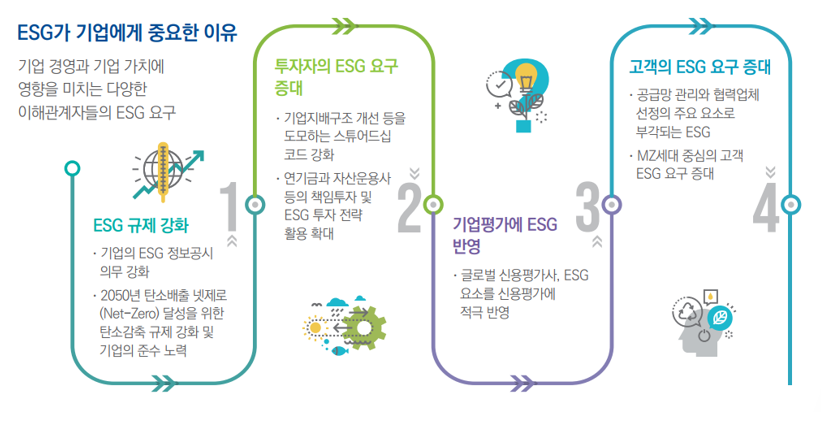 ESG가 기업에게 중요한 이유
기업 경영과 기업 가치에
영향을 미치는 다양한
이해관계자들의 ESG 요구
1
ESG 규제 강화
· 기업의 ESG 정보공시
의무 강화
· 2050년 탄소배출 넷제로
(Net-Zero) 달성을 위한
탄소감축 규제 강화 및
기업의 준수 노력
투자자의 ESG 요구
증대
· 기업지배구조 개선 등을
도모하는 스튜어드십
코드 강화
· 연기금과 자산운용사
등의 책임투자 및
ESG 투자 전략
활용 확대
2
기업평가에 ESG
반영
· 글로벌 신용평가사, ESG
요소를 신용평가에
적극 반영
3
고객의 ESG 요구 증대
· 공급망 관리와 협력업체
선정의 주요 요소로
부각되는 ESG
· MZ세대 중심의 고객
ESG 요구 증대
4